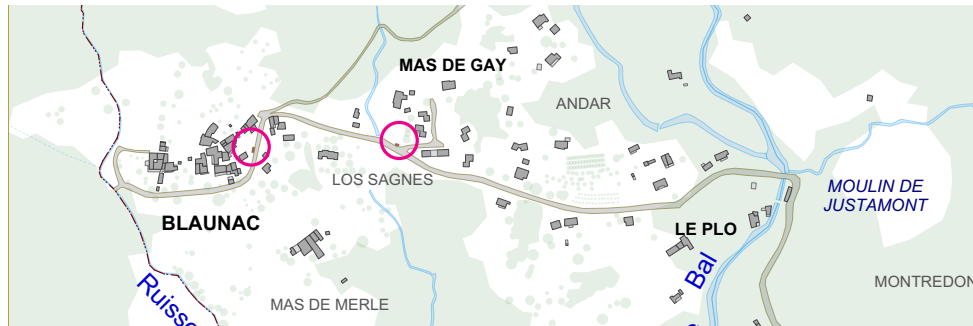 MAS DE GAY
ANDAR
LOS SAGNES
MOULIN DE
JUSTAMONT
BLAUNAC
LE PLO
Bal
MONTREDON
MAS DE MERLE